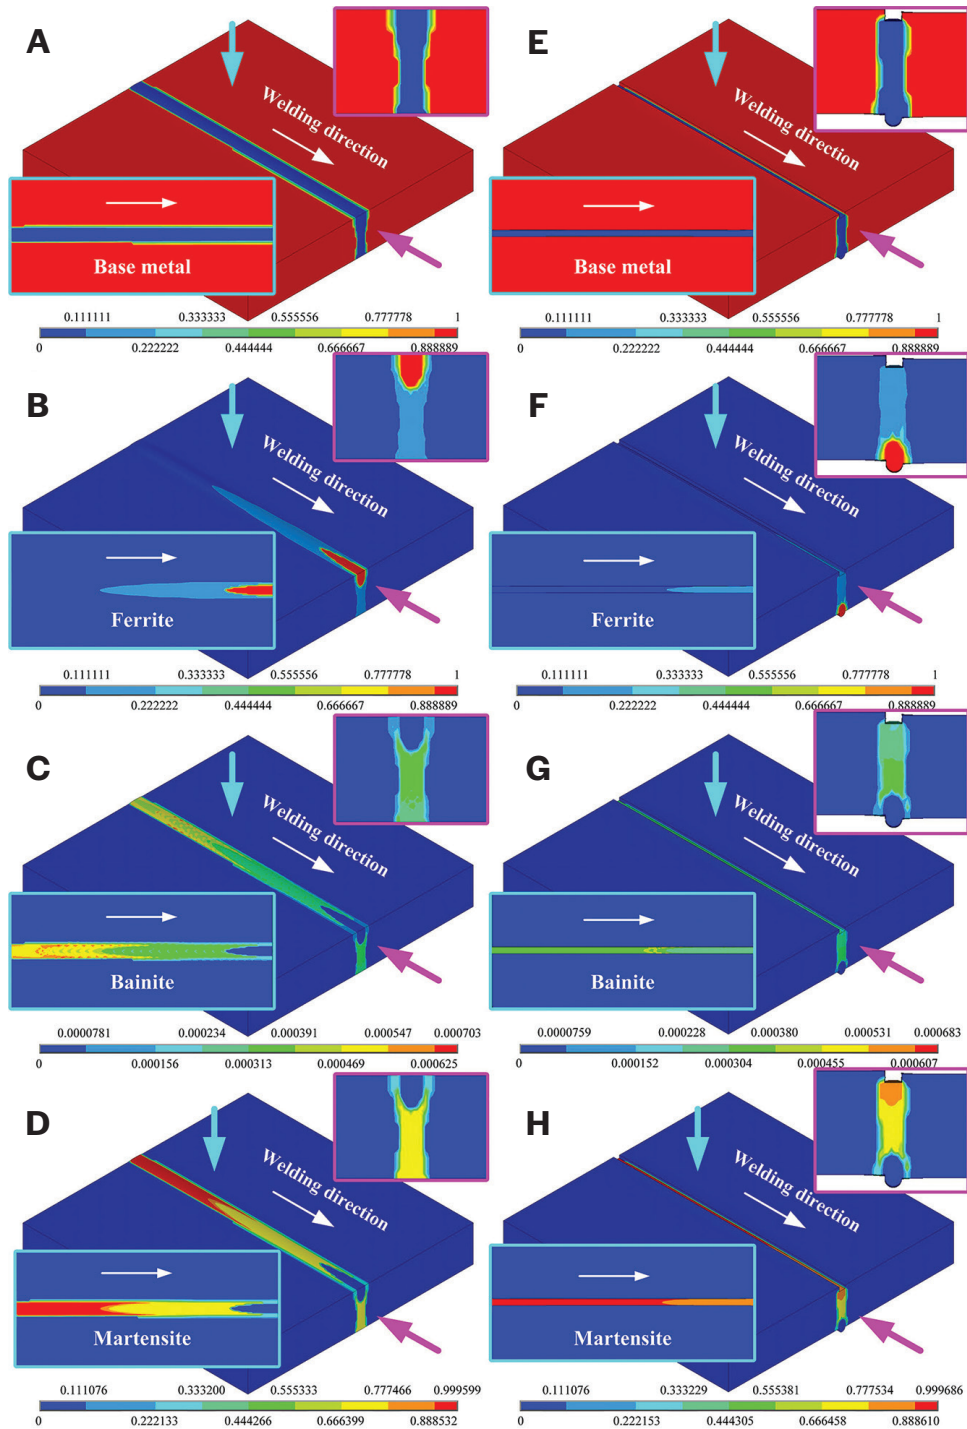 A
Welding direction
Base metal
0.111111 0.333333 0.555556 0.777778 1
0 0.222222 0.444444 0.666667 0.888889
E
Welding direction
Base metal
0.111111 0.333333 0.555556 0.777778 1
0 0.222222 0.444444 0.666667 0.888889
B
Welding direction
Ferrite
0.111111 0.333333 0.555556 0.777778 1
0 0.222222 0.444444 0.666667 0.888889
F
Welding direction
Ferrite
0.111111 0.333333 0.555556 0.777778 1
0 0.222222 0.444444 0.666667 0.888889
C
Welding direction
Bainite
0.0000781 0.000234 0.000391 0.000547 0.000703
0 0.000156 0.000313 0.000469 0.000625
G
Welding direction
Bainite
0.0000759 0.000228 0.000380 0.000531 0.000683
0 0.000152 0.000304 0.000455 0.000607
D
Welding direction
Martensite
0.111076 0.333200 0.555333 0.777466 0.999599
0 0.222133 0.444266 0.666399 0.888532
H
Welding direction
Martensite
0.111076 0.333229 0.555381 0.777534 0.999686
0 0.222153 0.444305 0.666458 0.888610